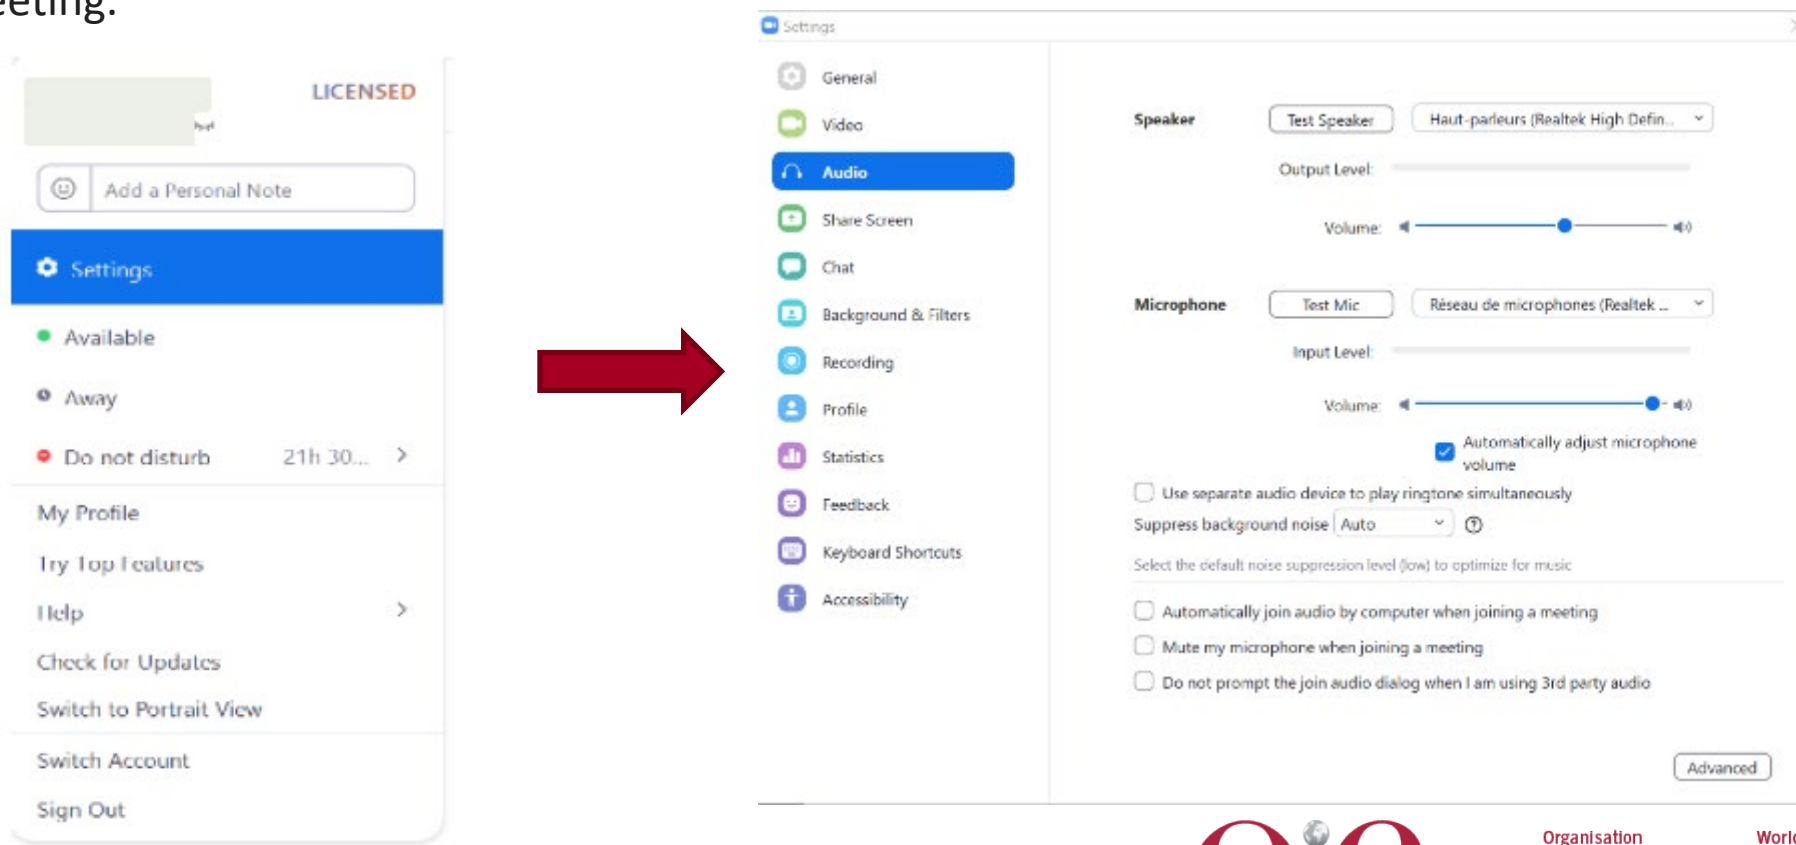 eeting.
LICENSED
Add a Personal Note
Settings
Available
Away
Do not disturb 21h 30...
My Profile
Try Top Features
Help
Check for Updates
Switch to Portrait View
Switch Account
Sign Out
Settings
General
Video
Audio
Share Screen
Chat
Background & Filters
Recording
Profile
Statistics
Feedback
Keyboard Shortcuts
Accessibility
Speaker Test Speaker Haut-parleurs (Realtek High Defin...
Output Level:
Volume:
Microphone Test Mic Réseau de microphones (Realtek ...
Input Level:
Volume:
Automatically adjust microphone
volume
Use separate audio device to play ringtone simultaneously
Suppress background noise Auto
Select the default noise suppression level (low) to optimize for music
Automatically join audio by computer when joining a meeting
Mute my microphone when joining a meeting
Do not prompt the join audio dialog when I am using 3rd party audio
Advanced
Organisation Worl